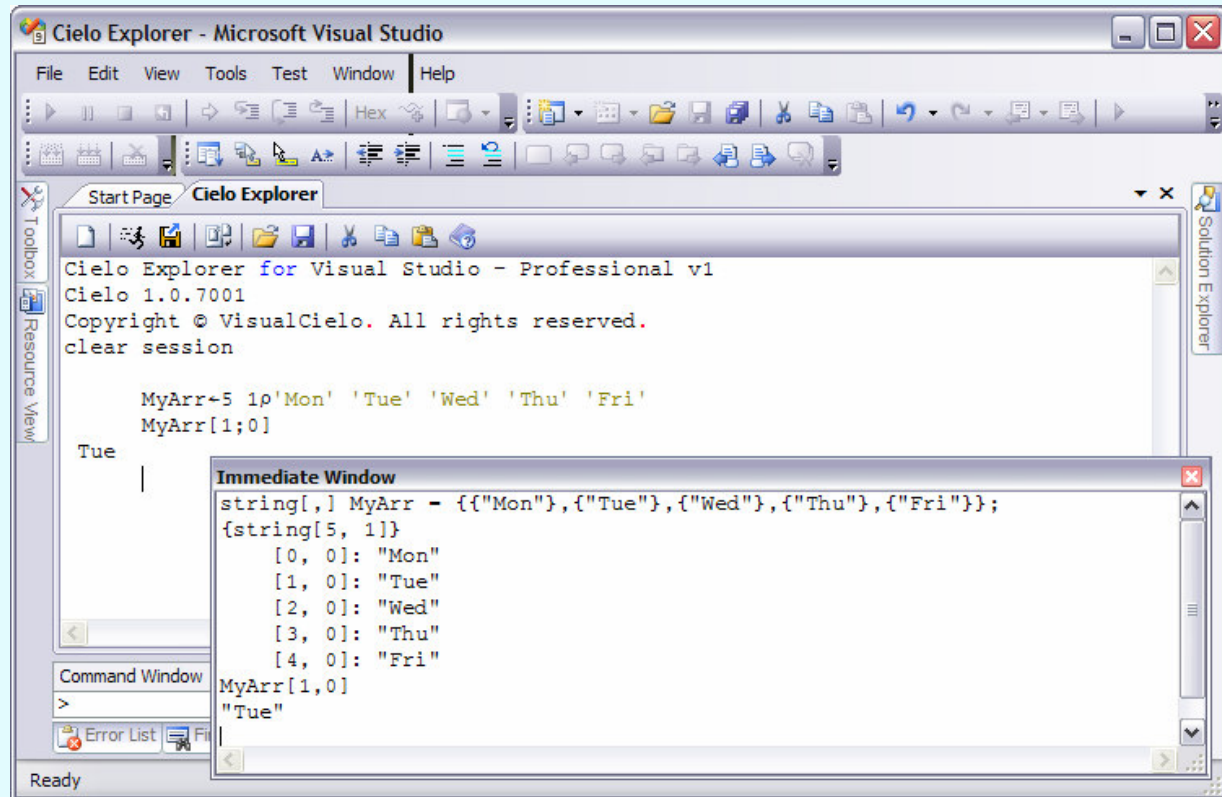 Cielo Explorer - Microsoft Visual Studio
File Edit View Tools Test Window Help
Hex
Toolbox
Resource View
Start Page Cielo Explorer
Solution Explorer
Cielo Explorer for Visual Studio - Professional v1
Cielo 1.0.7001
Copyright © VisualCielo. All rights reserved.
clear session
MyArr←5 1⍴'Mon' 'Tue' 'Wed' 'Thu' 'Fri'
MyArr[1;0]
Tue
Immediate Window
string[,] MyArr = {{"Mon"},{"Tue"},{"Wed"},{"Thu"},{"Fri"}};
{string[5, 1]}
[0, 0]: "Mon"
[1, 0]: "Tue"
[2, 0]: "Wed"
[3, 0]: "Thu"
[4, 0]: "Fri"
MyArr[1,0]
"Tue"
Command Window
>
Error List Fi
Ready